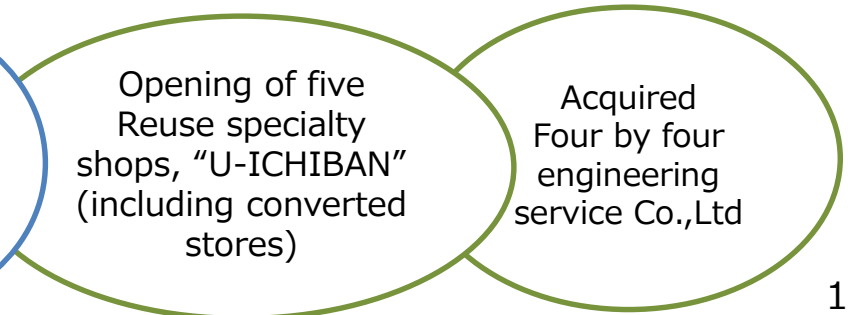 Opening of five
Reuse specialty
shops, “U-ICHIBAN”
(including converted
stores)
Acquired
Four by four
engineering
service Co.,Ltd
1